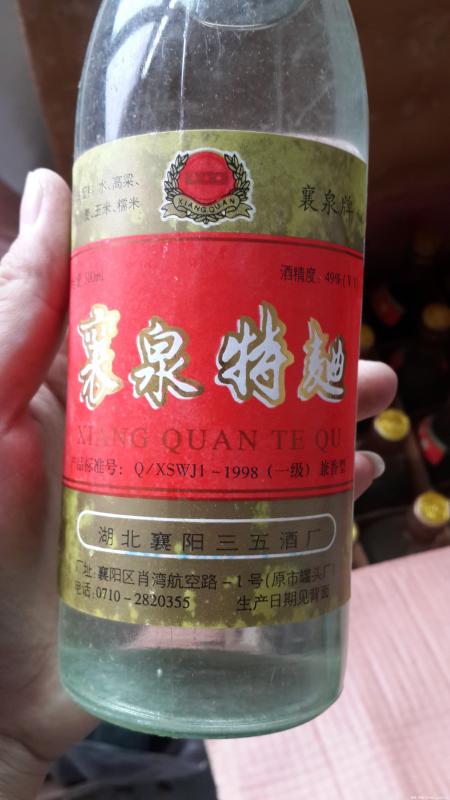 水、高粱、
玉米、糯米
XIANGQUAN
襄泉牌
500ml
酒精度：49%(V/V)
襄泉特麯
XIANG QUAN TE QU
产品标准号：Q/XSWJ1-1998（一级）兼香型
湖北襄阳三五酒厂
厂址：襄阳区肖湾航空路-1号(原市罐头厂)
电话:0710-2820355
生产日期见背面